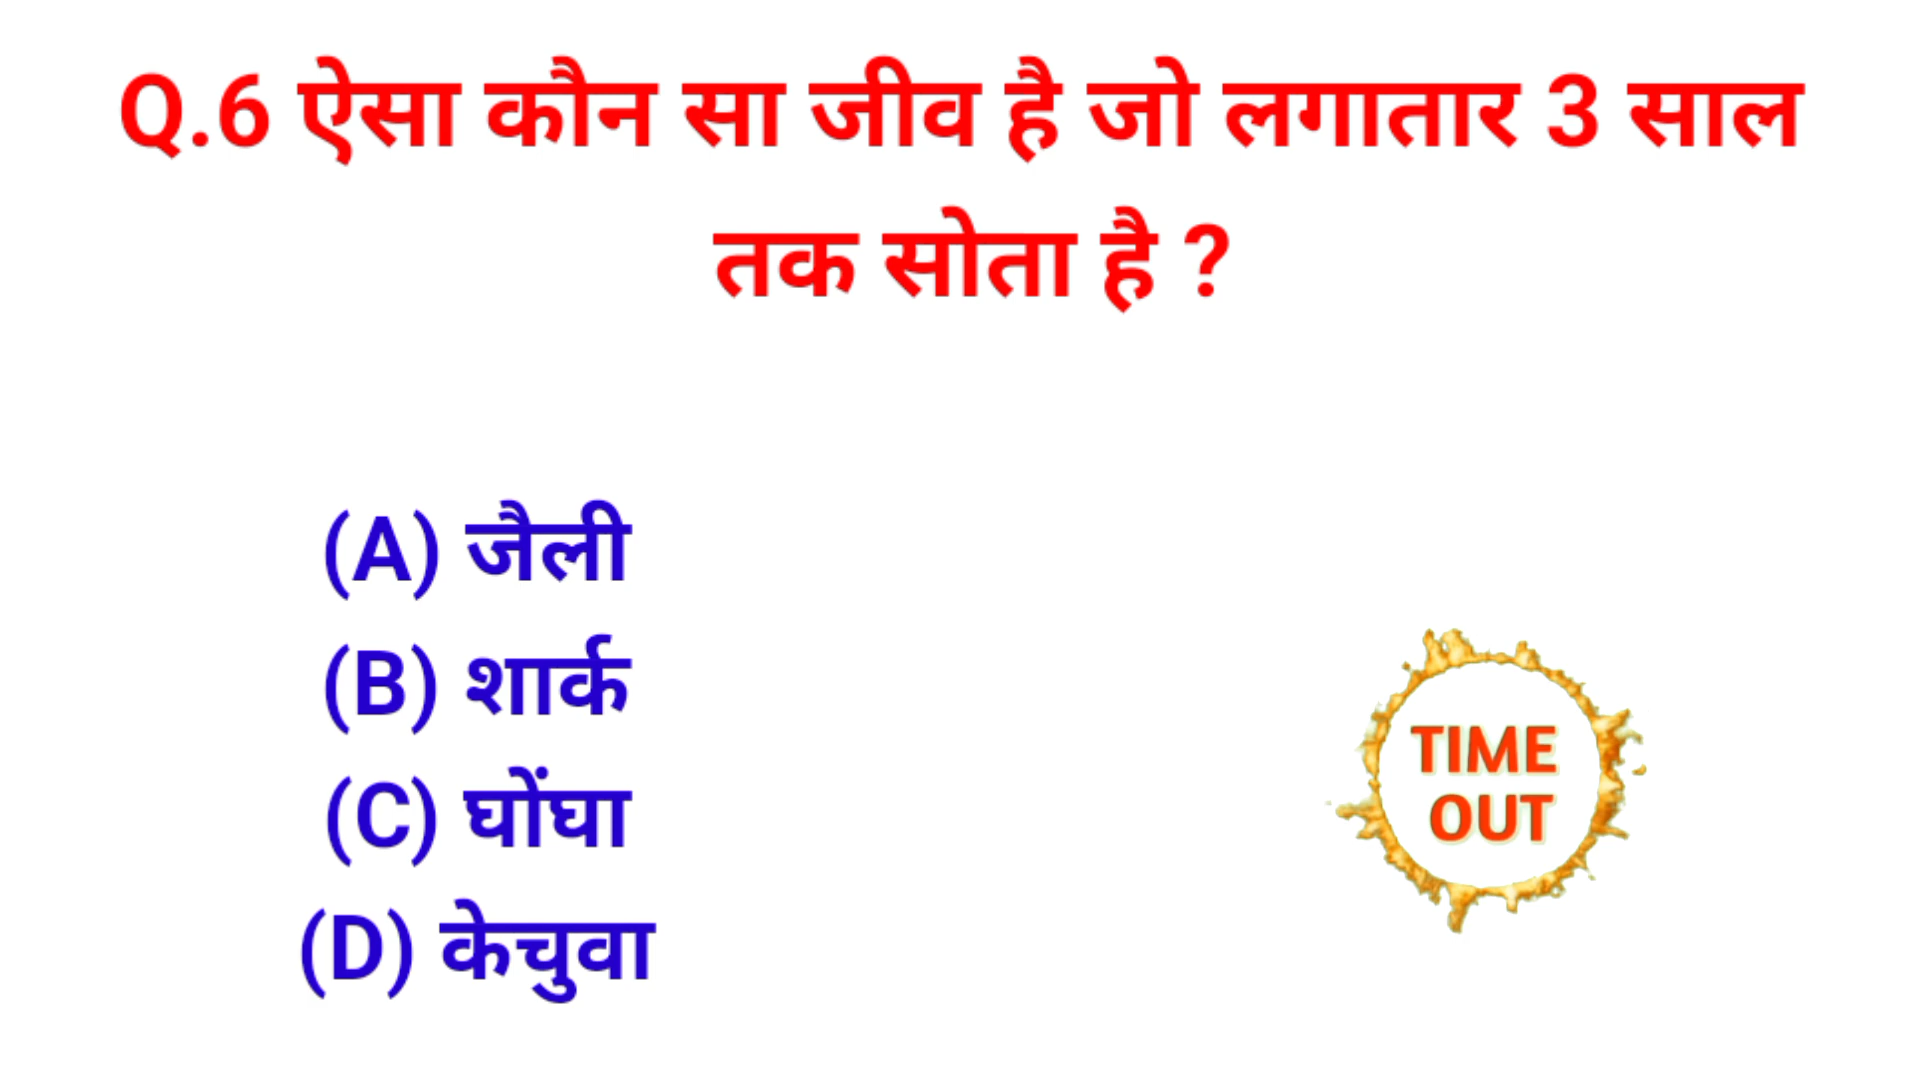 Q.6 ऐसा कौन सा जीव है जो लगातार 3 साल
तक सोता है ?
(A) जैली
(B) शार्क
(C) घोंघा
(D) केचुवा
TIME
OUT